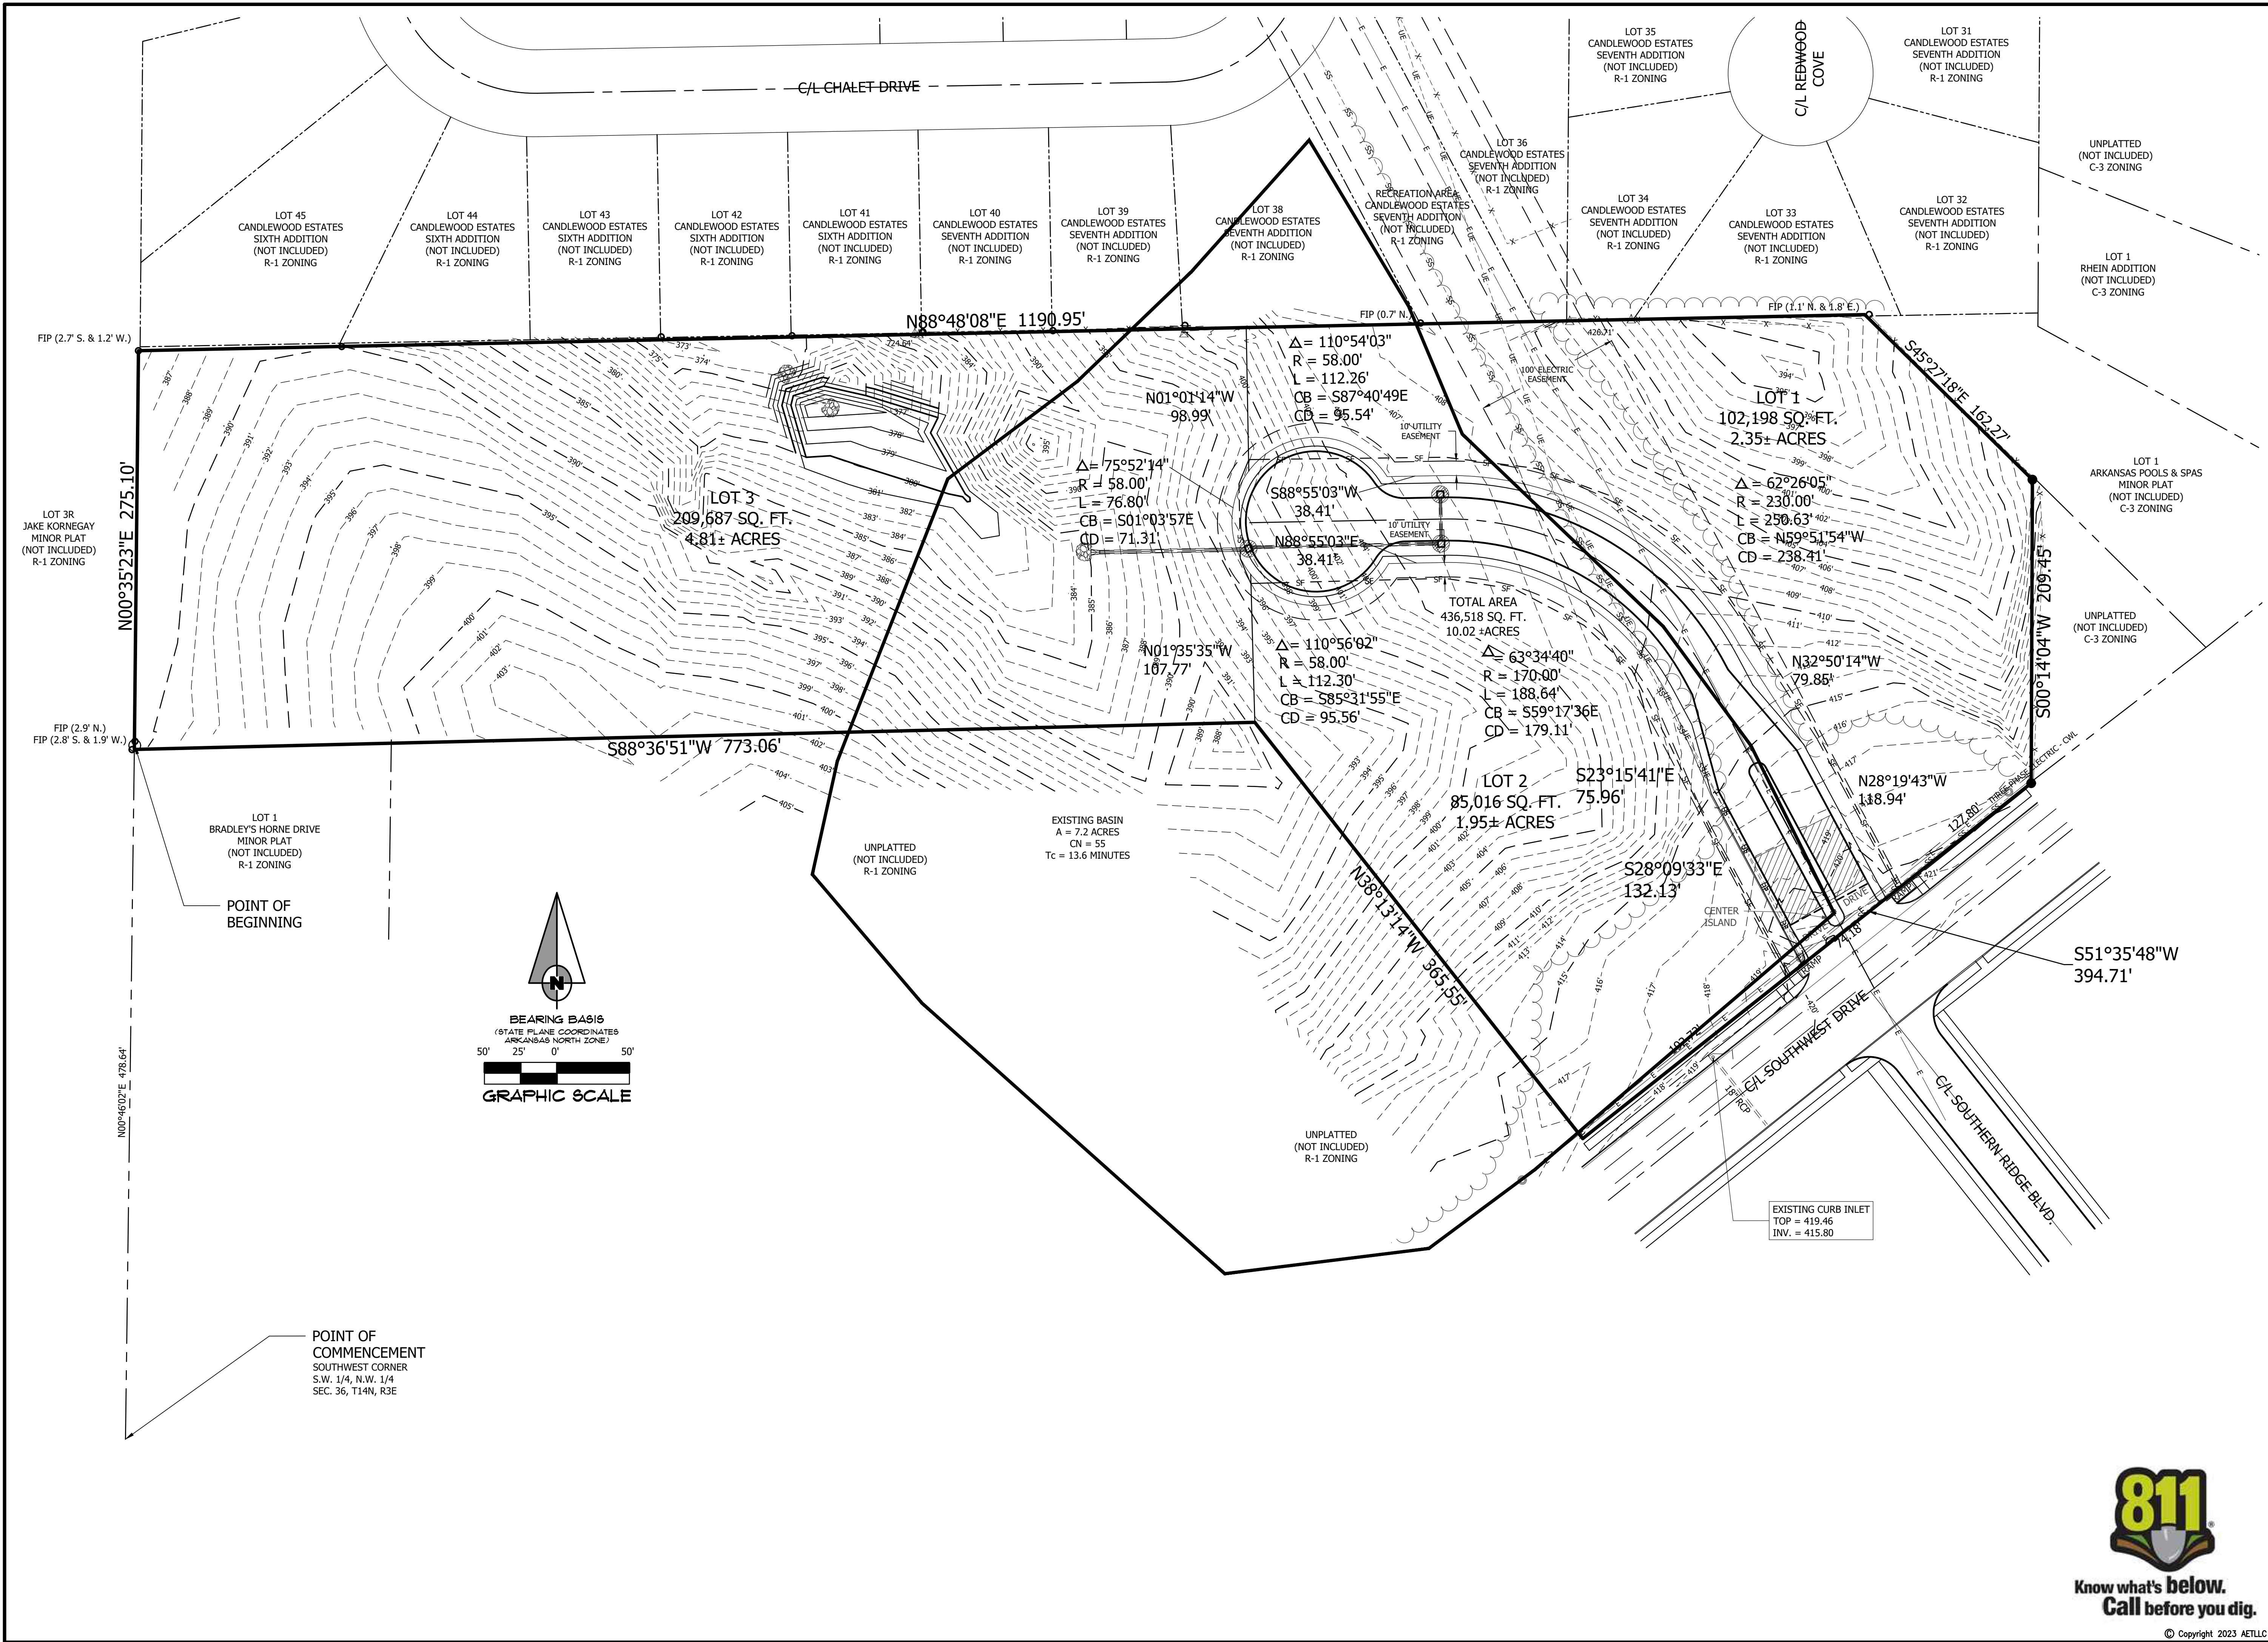 C/L CHALET DRIVE
C/L REDWOOD
COVE
LOT 35
CANDLEWOOD ESTATES
SEVENTH ADDITION
(NOT INCLUDED)
R-1 ZONING
LOT 31
CANDLEWOOD ESTATES
SEVENTH ADDITION
(NOT INCLUDED)
R-1 ZONING
UNPLATTED
(NOT INCLUDED)
C-3 ZONING
LOT 36
CANDLEWOOD ESTATES
SEVENTH ADDITION
(NOT INCLUDED)
R-1 ZONING
RECREATION AREA
CANDLEWOOD ESTATES
SEVENTH ADDITION
(NOT INCLUDED)
R-1 ZONING
LOT 45
CANDLEWOOD ESTATES
SIXTH ADDITION
(NOT INCLUDED)
R-1 ZONING
LOT 44
CANDLEWOOD ESTATES
SIXTH ADDITION
(NOT INCLUDED)
R-1 ZONING
LOT 43
CANDLEWOOD ESTATES
SIXTH ADDITION
(NOT INCLUDED)
R-1 ZONING
LOT 42
CANDLEWOOD ESTATES
SIXTH ADDITION
(NOT INCLUDED)
R-1 ZONING
LOT 41
CANDLEWOOD ESTATES
SIXTH ADDITION
(NOT INCLUDED)
R-1 ZONING
LOT 40
CANDLEWOOD ESTATES
SEVENTH ADDITION
(NOT INCLUDED)
R-1 ZONING
LOT 39
CANDLEWOOD ESTATES
SEVENTH ADDITION
(NOT INCLUDED)
R-1 ZONING
LOT 38
CANDLEWOOD ESTATES
SEVENTH ADDITION
(NOT INCLUDED)
R-1 ZONING
LOT 34
CANDLEWOOD ESTATES
SEVENTH ADDITION
(NOT INCLUDED)
R-1 ZONING
LOT 33
CANDLEWOOD ESTATES
SEVENTH ADDITION
(NOT INCLUDED)
R-1 ZONING
LOT 32
CANDLEWOOD ESTATES
SEVENTH ADDITION
(NOT INCLUDED)
R-1 ZONING
LOT 1
RHEIN ADDITION
(NOT INCLUDED)
C-3 ZONING
FIP (2.7' S. & 1.2' W.)
N88°48'08"E 1190.95'
724.64'
FIP (0.7' N.)
426.71'
FIP (1.1' N. & 1.8' E.)
S45°27'18"E 162.27'
Δ= 110°54'03"
R = 58.00'
L = 112.26'
CB = S87°40'49E
CD = 95.54'
N01°01'14"W
98.99'
100' ELECTRIC
EASEMENT
10' UTILITY
EASEMENT
LOT 1
102,198 SQ. FT.
2.35± ACRES
LOT 1
ARKANSAS POOLS & SPAS
MINOR PLAT
(NOT INCLUDED)
C-3 ZONING
Δ= 75°52'14"
R = 58.00'
L = 76.80'
CB = S01°03'57E
CD = 71.31'
S88°55'03"W
38.41'
N88°55'03"E
38.41'
10' UTILITY
EASEMENT
Δ = 62°26'05"
R = 230.00'
L = 250.63'
CB = N59°51'54"W
CD = 238.41'
LOT 3R
JAKE KORNEGAY
MINOR PLAT
(NOT INCLUDED)
R-1 ZONING
N00°35'23"E 275.10'
LOT 3
209,687 SQ. FT.
4.81± ACRES
S00°14'04"W 209.45'
UNPLATTED
(NOT INCLUDED)
C-3 ZONING
TOTAL AREA
436,518 SQ. FT.
10.02 ±ACRES
N01°35'35"W
107.77'
Δ= 110°56'02"
R = 58.00'
L = 112.30'
CB = S85°31'55"E
CD = 95.56'
Δ= 63°34'40"
R = 170.00'
L = 188.64'
CB = S59°17'36E
CD = 179.11'
N32°50'14"W
79.85'
FIP (2.9' N.)
FIP (2.8' S. & 1.9' W.)
S88°36'51"W 773.06'
THREE PHASE ELECTRIC - CWL
N28°19'43"W
118.94'
127.80'
LOT 2
85,016 SQ. FT.
1.95± ACRES
S23°15'41"E
75.96'
LOT 1
BRADLEY'S HORNE DRIVE
MINOR PLAT
(NOT INCLUDED)
R-1 ZONING
UNPLATTED
(NOT INCLUDED)
R-1 ZONING
EXISTING BASIN
A = 7.2 ACRES
CN = 55
Tc = 13.6 MINUTES
N38°13'14"W 365.55'
S28°09'33"E
132.13'
CENTER
ISLAND
DRIVE
DRIVE
RAMP
RAMP
74.18'
S51°35'48"W
394.71'
POINT OF
BEGINNING
N
BEARING BASIS
(STATE PLANE COORDINATES
ARKANSAS NORTH ZONE)
50' 25' 0' 50'
GRAPHIC SCALE
192.72'
C/L SOUTHWEST DRIVE
18" RCP
C/L SOUTHERN RIDGE BLVD.
N00°46'02"E 478.64'
UNPLATTED
(NOT INCLUDED)
R-1 ZONING
EXISTING CURB INLET
TOP = 419.46
INV. = 415.80
POINT OF
COMMENCEMENT
SOUTHWEST CORNER
S.W. 1/4, N.W. 1/4
SEC. 36, T14N, R3E
811®
Know what's below.
Call before you dig.
© Copyright 2023 AETLLC